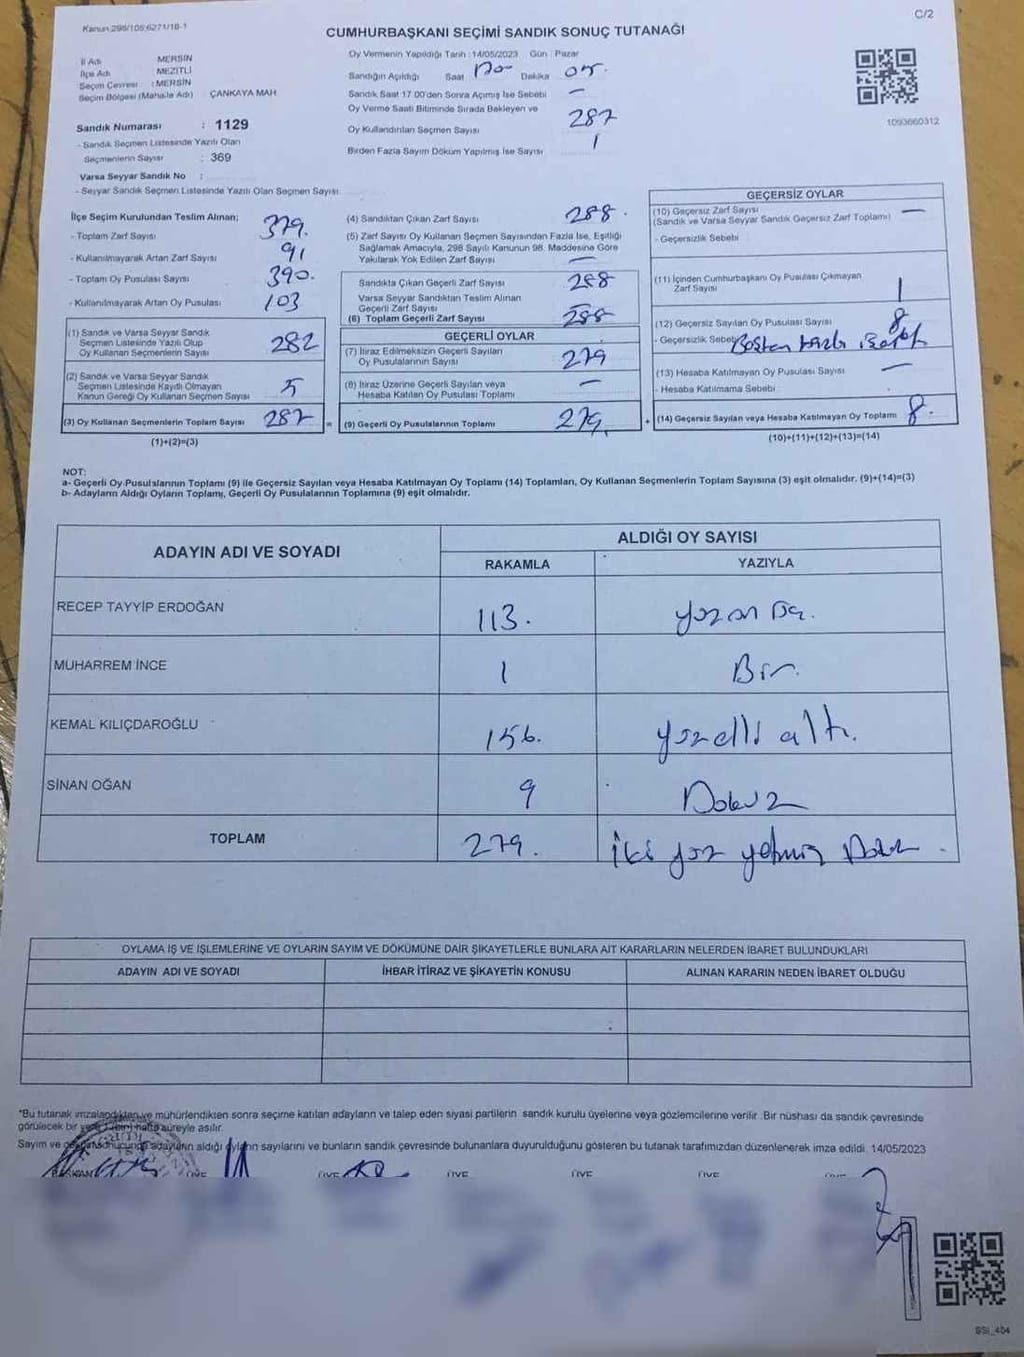 Kanun 298/105;6271/18-1
C/2
CUMHURBAŞKANI SEÇİMİ SANDIK SONUÇ TUTANAĞI
İl Adı MERSİN
İlçe Adı MEZİTLİ
Seçim Çevresi : MERSİN
Seçim Bölgesi (Mahalle Adı) ÇANKAYA MAH
Sandık Numarası : 1129
- Sandık Seçmen Listesinde Yazılı Olan
Seçmenlerin Sayısı : 369
Varsa Seyyar Sandık No :
- Seyyar Sandık Seçmen Listesinde Yazılı Olan Seçmen Sayısı
Oy Vermenin Yapıldığı Tarih :14/05/2023 Gün Pazar
Sandığın Açıldığı Saat Dakika 05
Sandık Saat 17 00'den Sonra Açımış İse Sebebi –
Oy Verme Saati Bitiminde Sırada Bekleyen ve
Oy Kullandırılan Seçmen Sayısı 287
Birden Fazla Sayım Döküm Yapılmış İse Sayısı 1
1093660312
İlçe Seçim Kurulundan Teslim Alınan;
- Toplam Zarf Sayısı 379
- Kullanılmayarak Artan Zarf Sayısı 91
- Toplam Oy Pusulası Sayısı 390
- Kullanılmayarak Artan Oy Pusulası 103
(1) Sandık ve Varsa Seyyar Sandık
Seçmen Listesinde Yazılı Olup
Oy Kullanan Seçmenlerin Sayısı 282
(2) Sandık ve Varsa Seyyar Sandık
Seçmen Listesinde Kayıtlı Olmayan
Kanun Gereği Oy Kullanan Seçmen Sayısı 5
(3) Oy Kullanan Seçmenlerin Toplam Sayısı 287
(1)+(2)=(3)
(4) Sandıktan Çıkan Zarf Sayısı 288
(5) Zarf Sayısı Oy Kullanan Seçmen Sayısından Fazla İse, Eşitliği
Sağlamak Amacıyla, 298 Sayılı Kanunun 98. Maddesine Göre
Yakılarak Yok Edilen Zarf Sayısı –
Sandıkta Çıkan Geçerli Zarf Sayısı 288
Varsa Seyyar Sandıktan Teslim Alınan
Geçerli Zarf Sayısı
(6) Toplam Geçerli Zarf Sayısı 288
GEÇERLİ OYLAR
(7) İtiraz Edilmeksizin Geçerli Sayılan
Oy Pusulalarının Sayısı 279
(8) İtiraz Üzerine Geçerli Sayılan veya
Hesaba Katılan Oy Pusulası Toplamı –
= (9) Geçerli Oy Pusulalarının Toplamı 279
GEÇERSİZ OYLAR
(10) Geçersiz Zarf Sayısı –
(Sandık ve Varsa Seyyar Sandık Geçersiz Zarf Toplamı)
- Geçersizlik Sebebi
(11) İçinden Cumhurbaşkanı Oy Pusulası Çıkmayan
Zarf Sayısı 1
(12) Geçersiz Sayılan Oy Pusulası Sayısı 8
- Geçersizlik Sebebi
(13) Hesaba Katılmayan Oy Pusulası Sayısı –
- Hesaba Katılmama Sebebi
+ (14) Geçersiz Sayılan veya Hesaba Katılmayan Oy Toplamı 8.
(10)+(11)+(12)+(13)=(14)
NOT:
a- Geçerli Oy Pusulalarının Toplamı (9) ile Geçersiz Sayılan veya Hesaba Katılmayan Oy Toplamı (14) Toplamları, Oy Kullanan Seçmenlerin Toplam Sayısına (3) eşit olmalıdır. (9)+(14)=(3)
b- Adayların Aldığı Oyların Toplamı, Geçerli Oy Pusulalarının Toplamına (9) eşit olmalıdır.
ADAYIN ADI VE SOYADI ALDIĞI OY SAYISI
RAKAMLA YAZIYLA
RECEP TAYYİP ERDOĞAN 113.
MUHARREM İNCE 1 Bir.
KEMAL KILIÇDAROĞLU 156. yüzelli altı.
SİNAN OĞAN 9 Dokuz
TOPLAM 279. İki yüz yetmiş Dokuz
OYLAMA İŞ VE İŞLEMLERİNE VE OYLARIN SAYIM VE DÖKÜMÜNE DAİR ŞİKAYETLERLE BUNLARA AİT KARARLARIN NELERDEN İBARET BULUNDUKLARI
ADAYIN ADI VE SOYADI İHBAR İTİRAZ VE ŞİKAYETİN KONUSU ALINAN KARARIN NEDEN İBARET OLDUĞU
*Bu tutanak imzalandıktan ve mühürlendikten sonra seçime katılan adayların ve talep eden siyasi partilerin sandık kurulu üyelerine veya gözlemcilerine verilir. Bir nüshası da sandık çevresinde
görülecek bir süreyle asılır.
Sayım ve adayların aldığı oyların sayılarını ve bunların sandık çevresinde bulunanlara duyurulduğunu gösteren bu tutanak tarafımızdan düzenlenerek imza edildi. 14/05/2023
BAŞKAN ÜYE ÜYE ÜYE ÜYE ÜYE
SSI_404